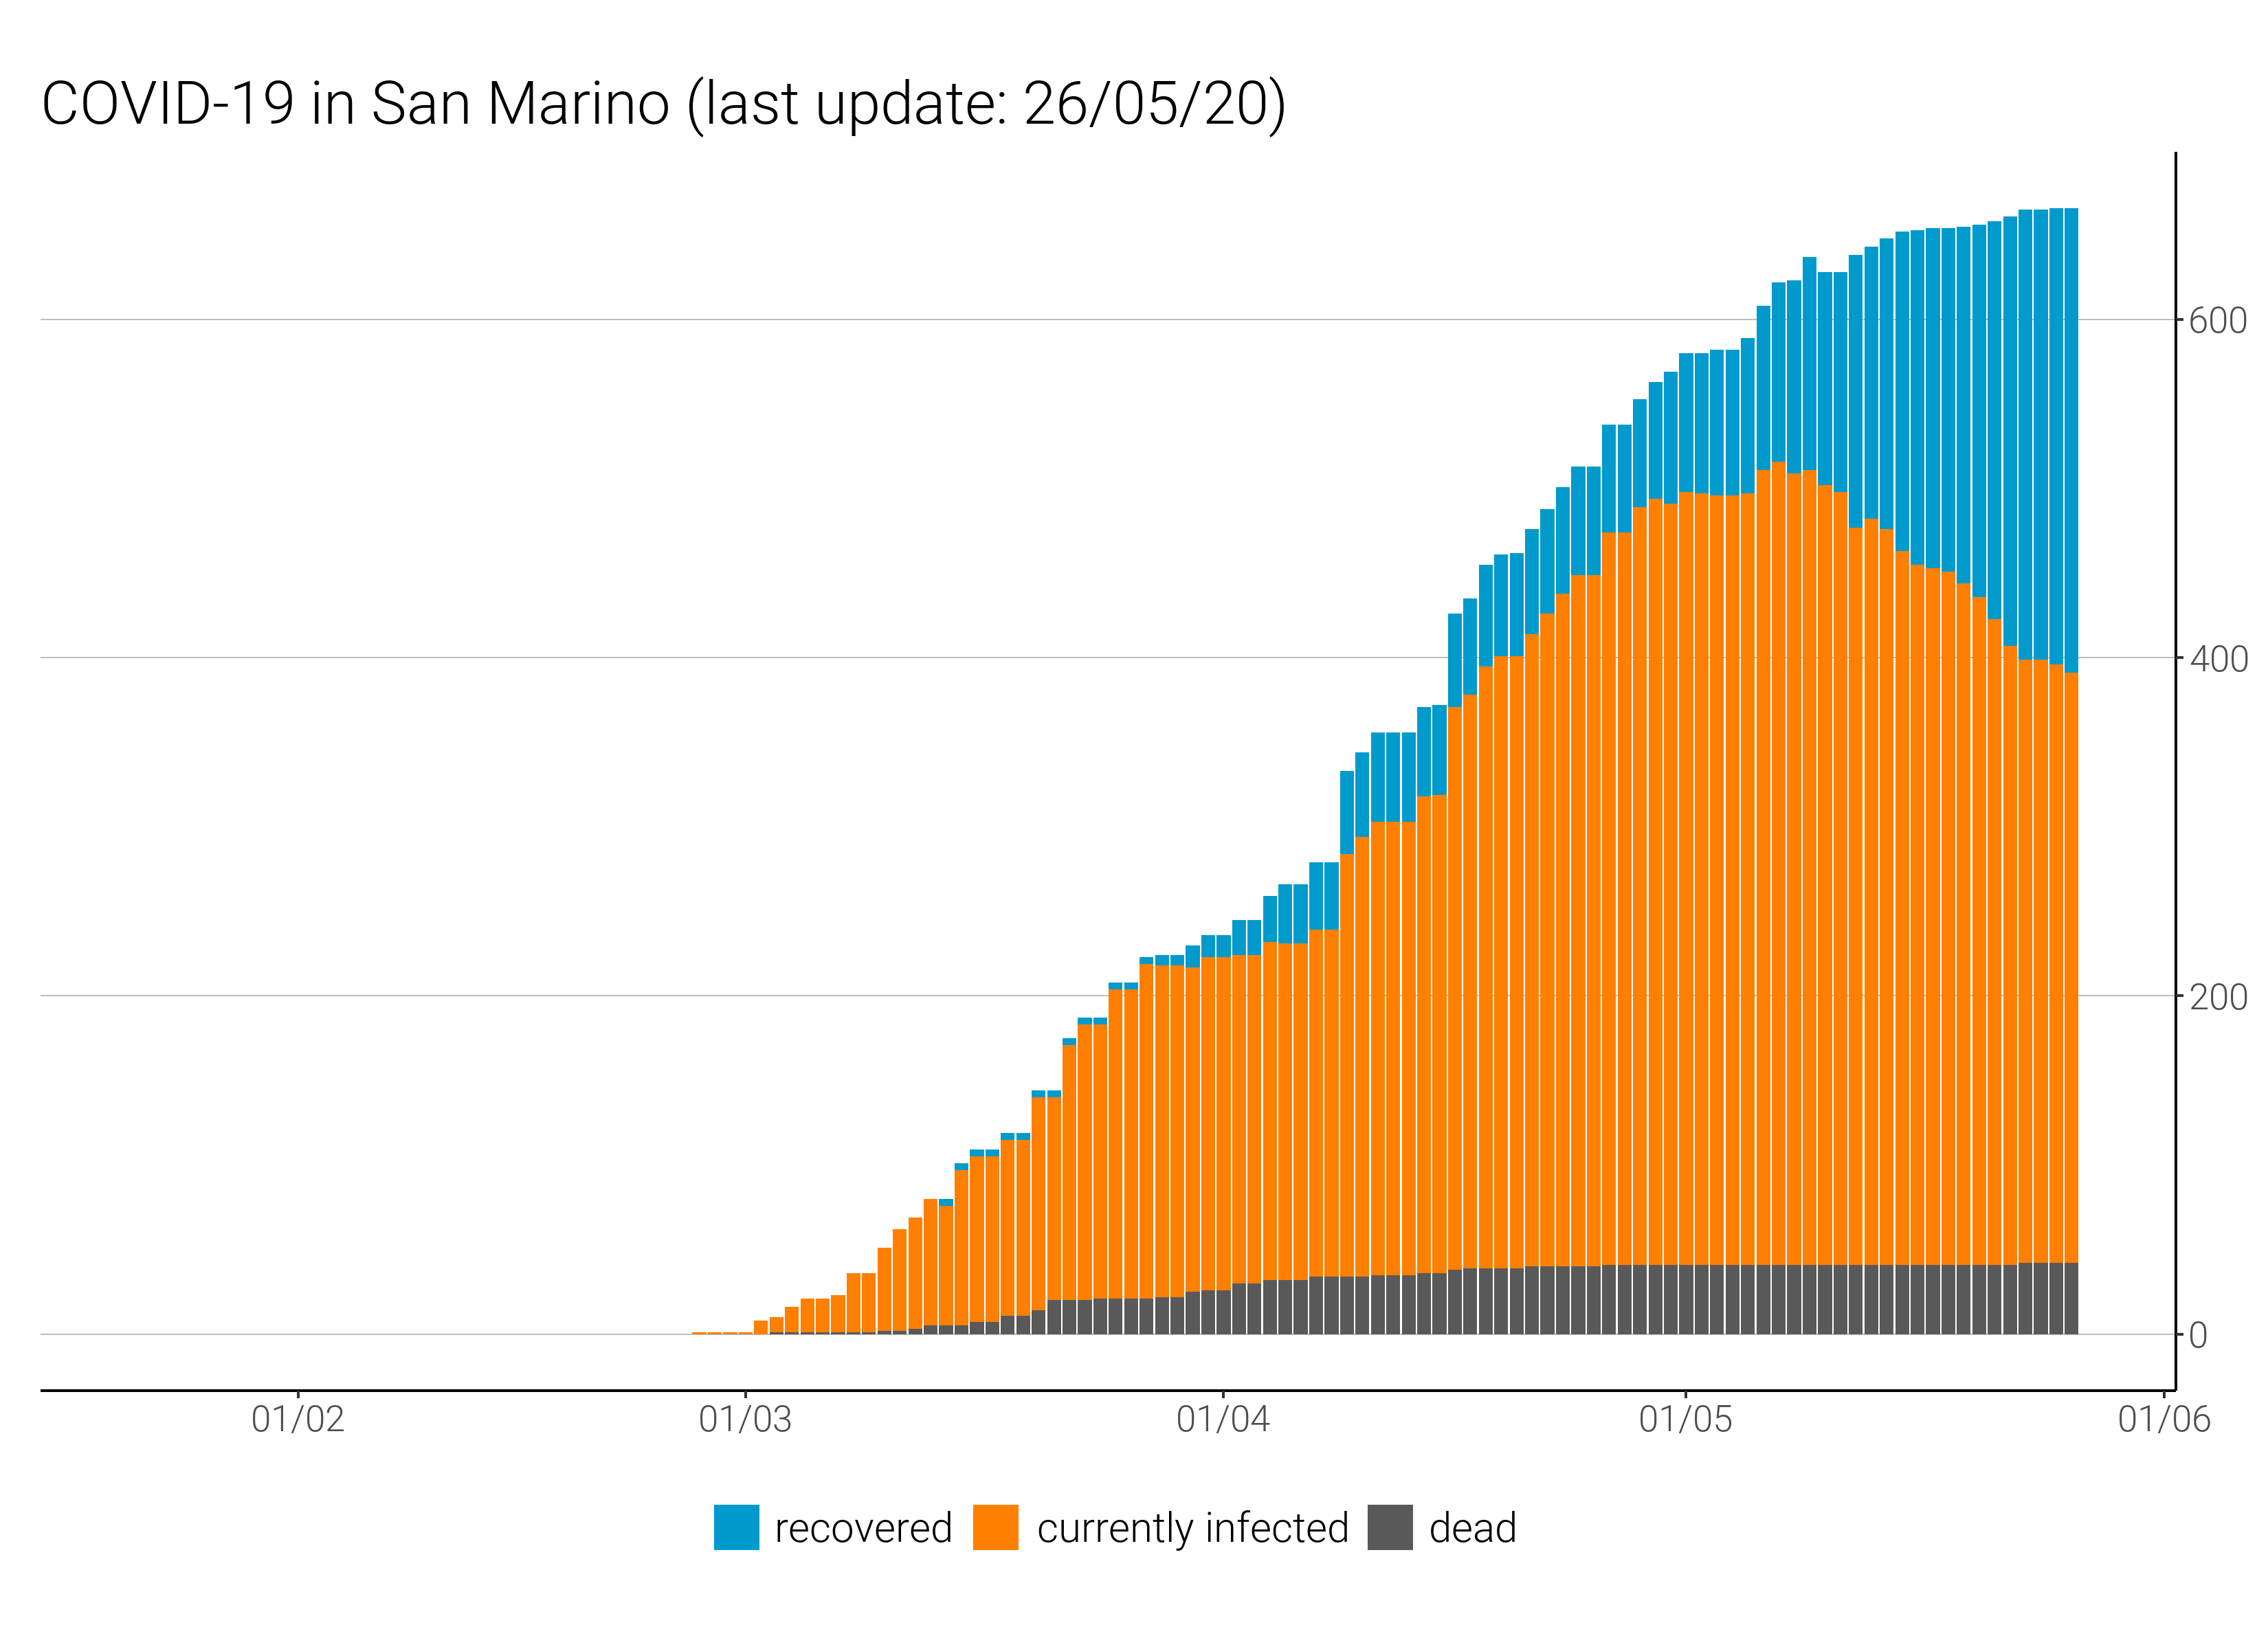 COVID-19 in San Marino (last update: 26/05/20)
600
400
200
0
01/02 01/03 01/04 01/05 01/06
recovered currently infected dead